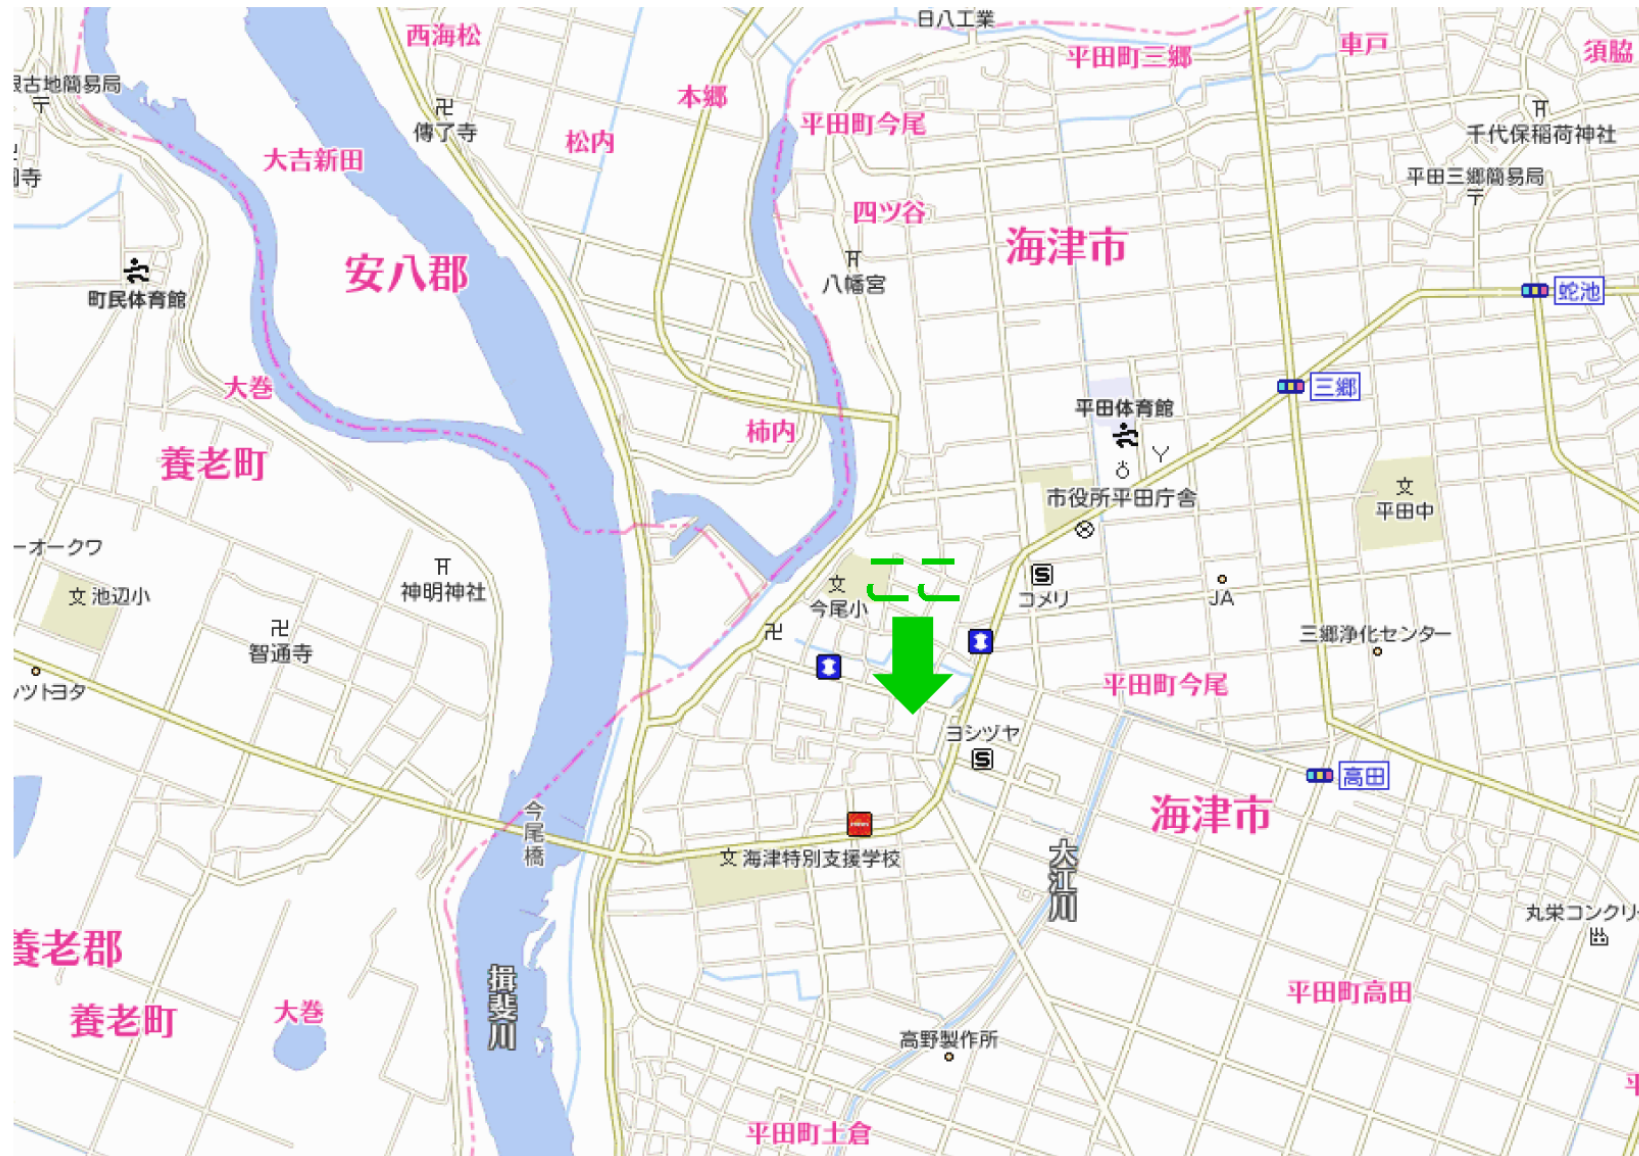 日八工業
西海松
平田町三郷
車戸
須脇
古地簡易局
本郷
傳了寺
平田町今尾
千代保稲荷神社
松内
大吉新田
寺
平田三郷簡易局
四ツ谷
海津市
安八郡
八幡宮
町民体育館
蛇池
三郷
大巻
平田体育館
柿内
養老町
市役所平田庁舎
文
平田中
ーオークワ
神明神社
文
今尾小
ココ
コメリ
JA
文 池辺小
智通寺
三郷浄化センター
ッツトヨタ
平田町今尾
ヨシヅヤ
高田
海津市
今尾橋
文 海津特別支援学校
大江川
丸栄コンクリ
養老郡
揖斐川
平田町高田
大巻
養老町
高野製作所
平田町土倉